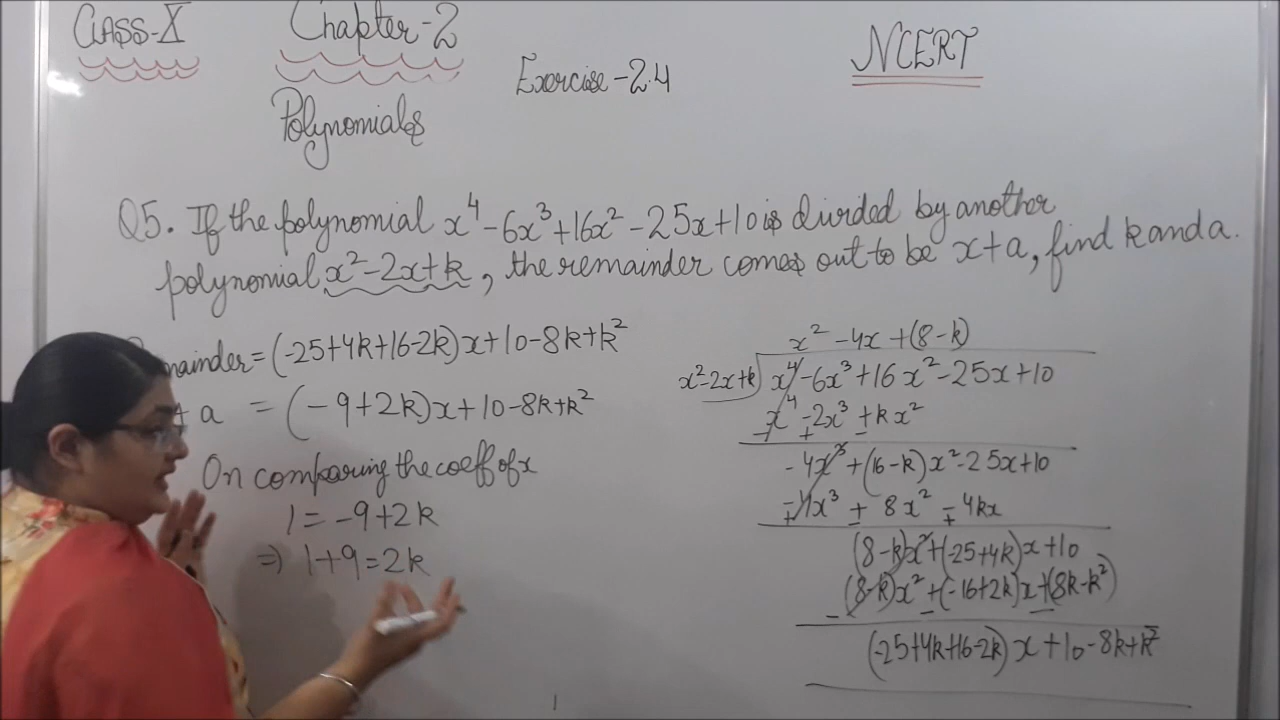 CLASS-X
Chapter-2
NCERT
Exercise-2.4
Polynomials
Q5. If the polynomial x⁴-6x³+16x²-25x+10 is divided by another
polynomial x²-2x+k, the remainder comes out to be x+a, find k and a.
mainder=(-25+4k+16-2k)x+10-8k+k²
+ a = (-9+2k)x+10-8k+k²
On comparing the coeff of x
1=-9+2k
⇒ 1+9=2k
x²-4x+(8-k)
x²-2x+k) x⁴-6x³+16x²-25x+10
x⁴-2x³+kx²
- + -
-4x³+(16-k)x²-25x+10
-4x³+8x²-4kx
+ - +
(8-k)x²+(-25+4k)x+10
(8-k)x²+(-16+2k)x+(8k-k²)
- - -
(-25+4k+16-2k)x+10-8k+k²